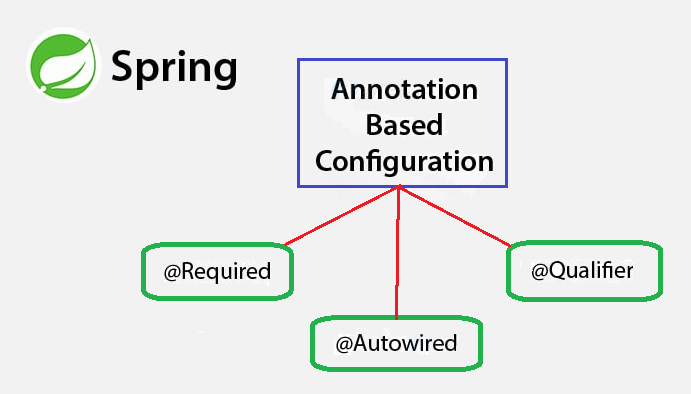 Spring
Annotation
Based
Configuration
@Required
@Qualifier
@Autowired